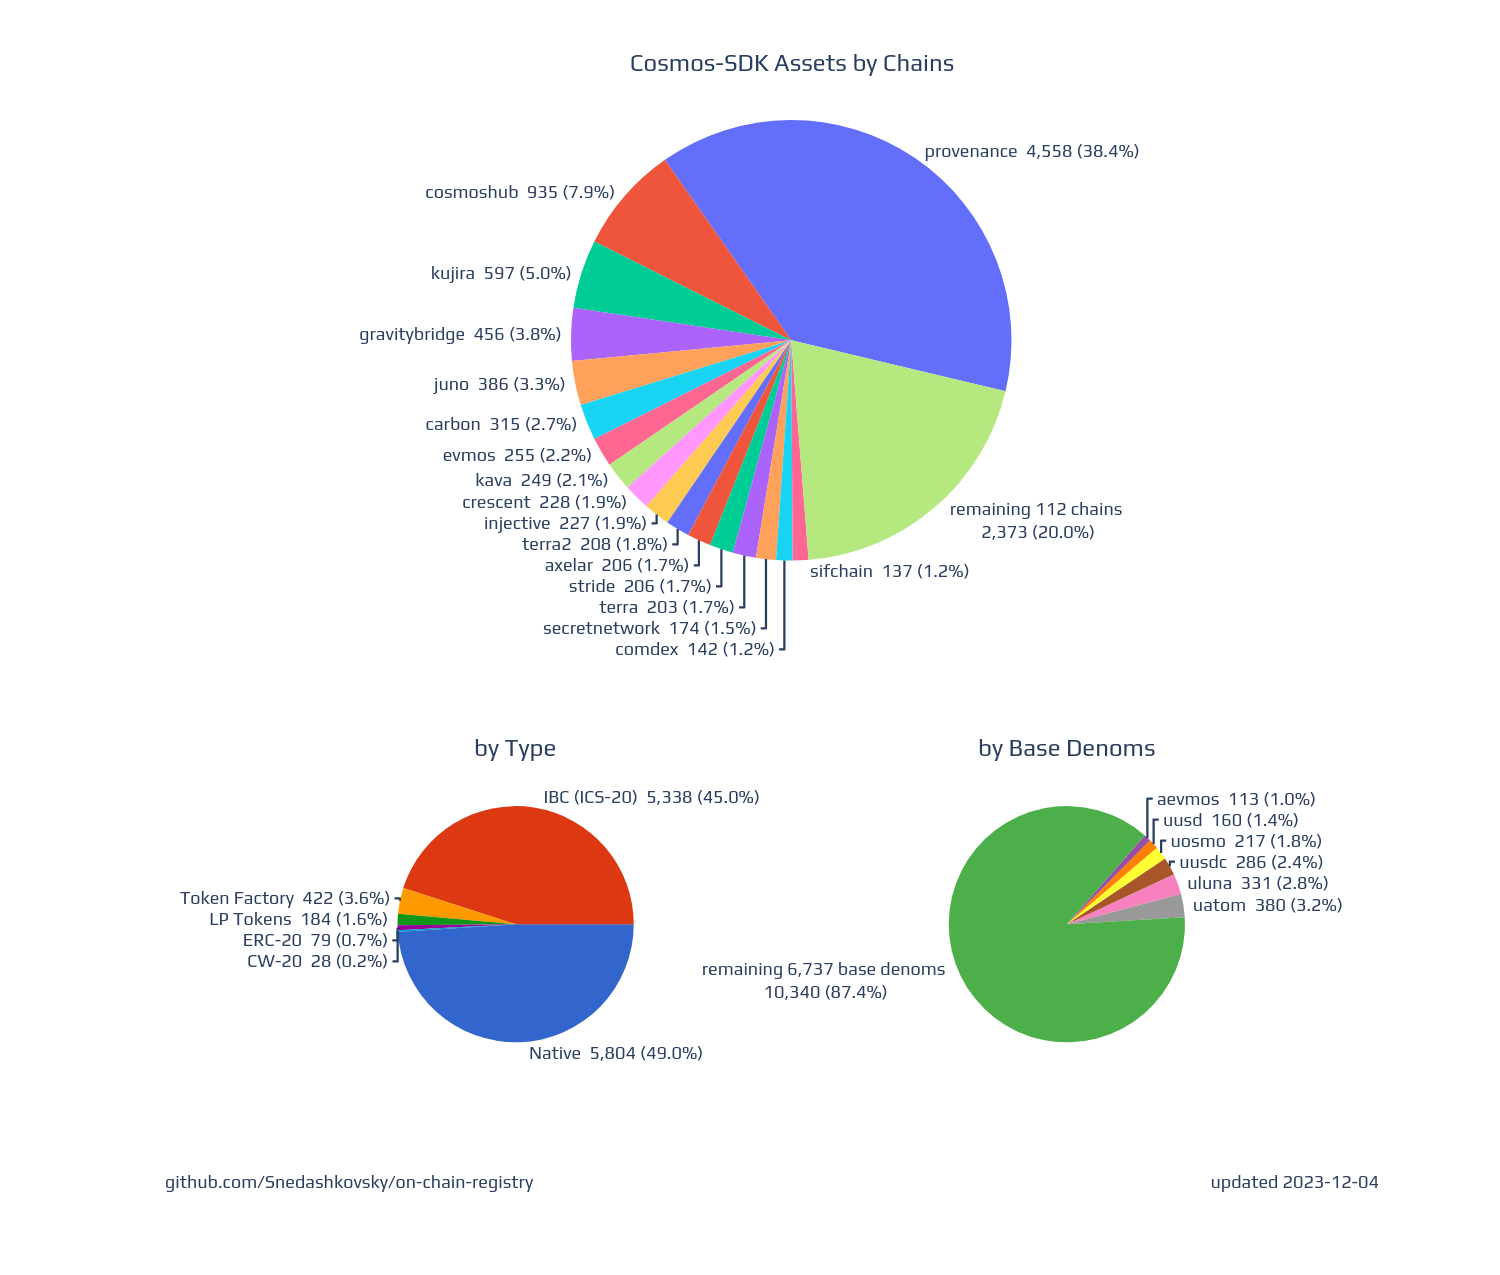 Cosmos-SDK Assets by Chains
provenance 4,558 (38.4%)
cosmoshub 935 (7.9%)
kujira 597 (5.0%)
gravitybridge 456 (3.8%)
juno 386 (3.3%)
carbon 315 (2.7%)
evmos 255 (2.2%)
kava 249 (2.1%)
crescent 228 (1.9%)
injective 227 (1.9%)
terra2 208 (1.8%)
axelar 206 (1.7%)
stride 206 (1.7%)
terra 203 (1.7%)
secretnetwork 174 (1.5%)
comdex 142 (1.2%)
sifchain 137 (1.2%)
remaining 112 chains
2,373 (20.0%)
by Type
IBC (ICS-20) 5,338 (45.0%)
Token Factory 422 (3.6%)
LP Tokens 184 (1.6%)
ERC-20 79 (0.7%)
CW-20 28 (0.2%)
Native 5,804 (49.0%)
by Base Denoms
aevmos 113 (1.0%)
uusd 160 (1.4%)
uosmo 217 (1.8%)
uusdc 286 (2.4%)
uluna 331 (2.8%)
uatom 380 (3.2%)
remaining 6,737 base denoms
10,340 (87.4%)
github.com/Snedashkovsky/on-chain-registry
updated 2023-12-04